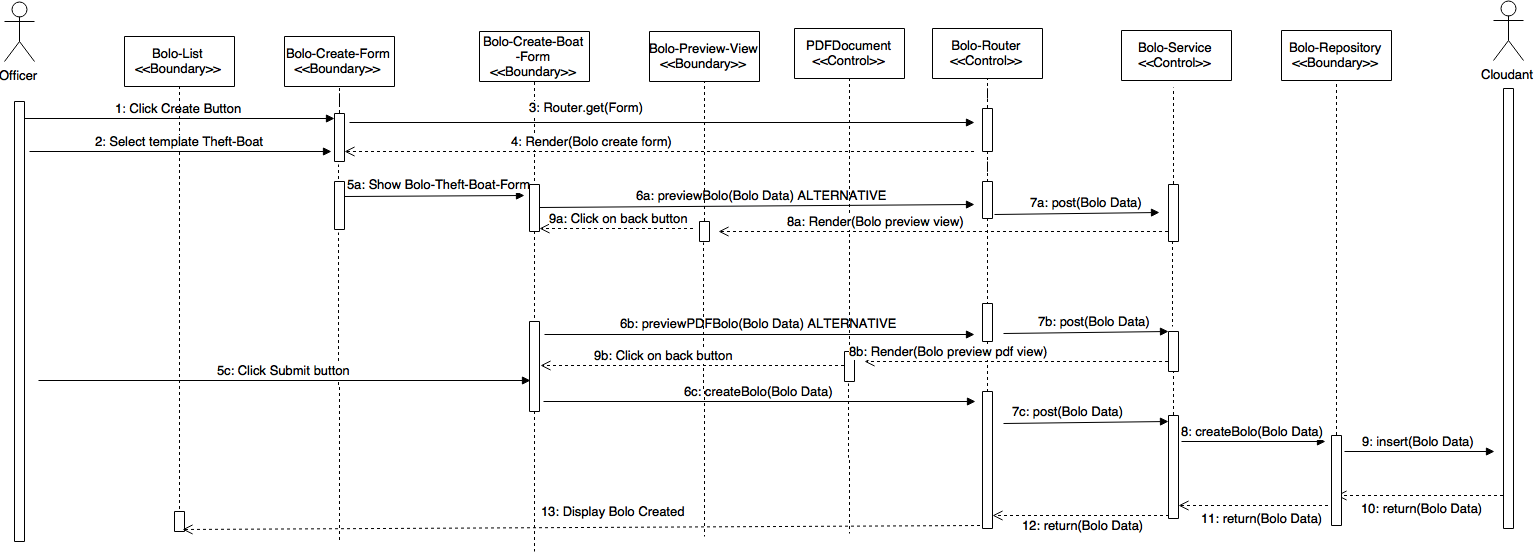 Officer
Bolo-List
<<Boundary>>
Bolo-Create-Form
<<Boundary>>
Bolo-Create-Boat
-Form
<<Boundary>>
Bolo-Preview-View
<<Boundary>>
PDFDocument
<<Control>>
Bolo-Router
<<Control>>
Bolo-Service
<<Control>>
Bolo-Repository
<<Boundary>>
Cloudant
1: Click Create Button
3: Router.get(Form)
2: Select template Theft-Boat
4: Render(Bolo create form)
5a: Show Bolo-Theft-Boat-Form
6a: previewBolo(Bolo Data) ALTERNATIVE
7a: post(Bolo Data)
9a: Click on back button
8a: Render(Bolo preview view)
6b: previewPDFBolo(Bolo Data) ALTERNATIVE
7b: post(Bolo Data)
9b: Click on back button
8b: Render(Bolo preview pdf view)
5c: Click Submit button
6c: createBolo(Bolo Data)
7c: post(Bolo Data)
8: createBolo(Bolo Data)
9: insert(Bolo Data)
13: Display Bolo Created
12: return(Bolo Data)
11: return(Bolo Data)
10: return(Bolo Data)